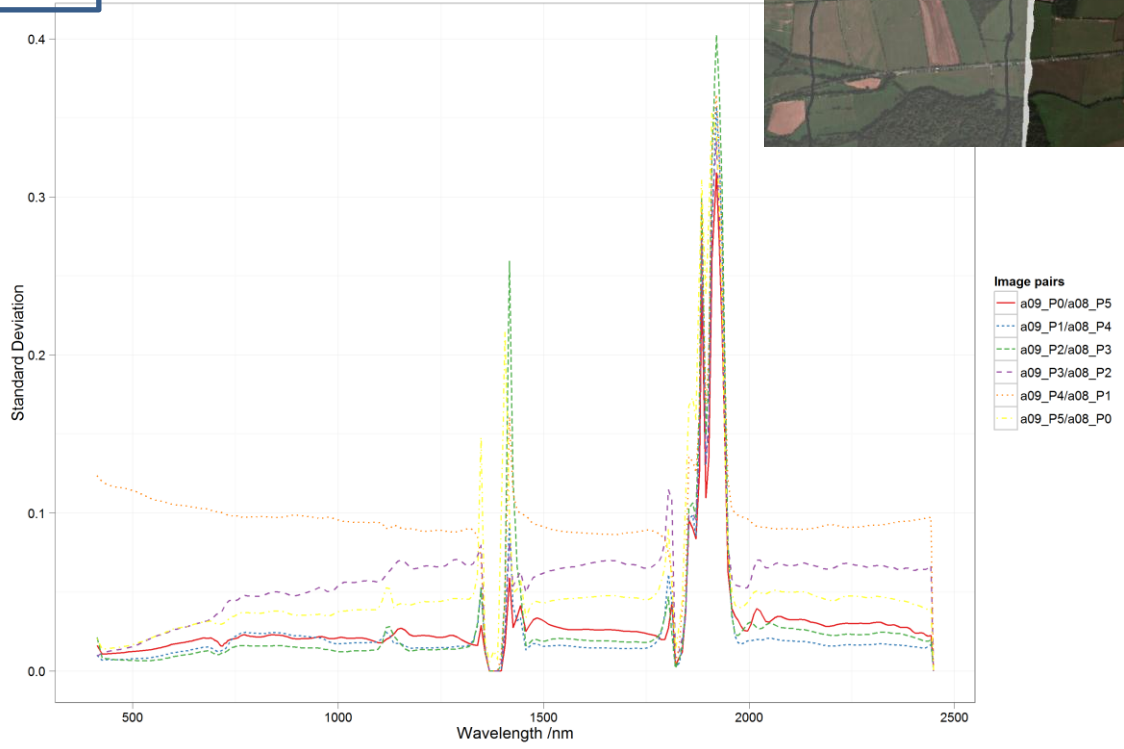 0.4
0.3
0.2
0.1
0.0
Standard Deviation
500
1000
1500
2000
2500
Wavelength /nm
Image pairs
a09_P0/a08_P5
a09_P1/a08_P4
a09_P2/a08_P3
a09_P3/a08_P2
a09_P4/a08_P1
a09_P5/a08_P0